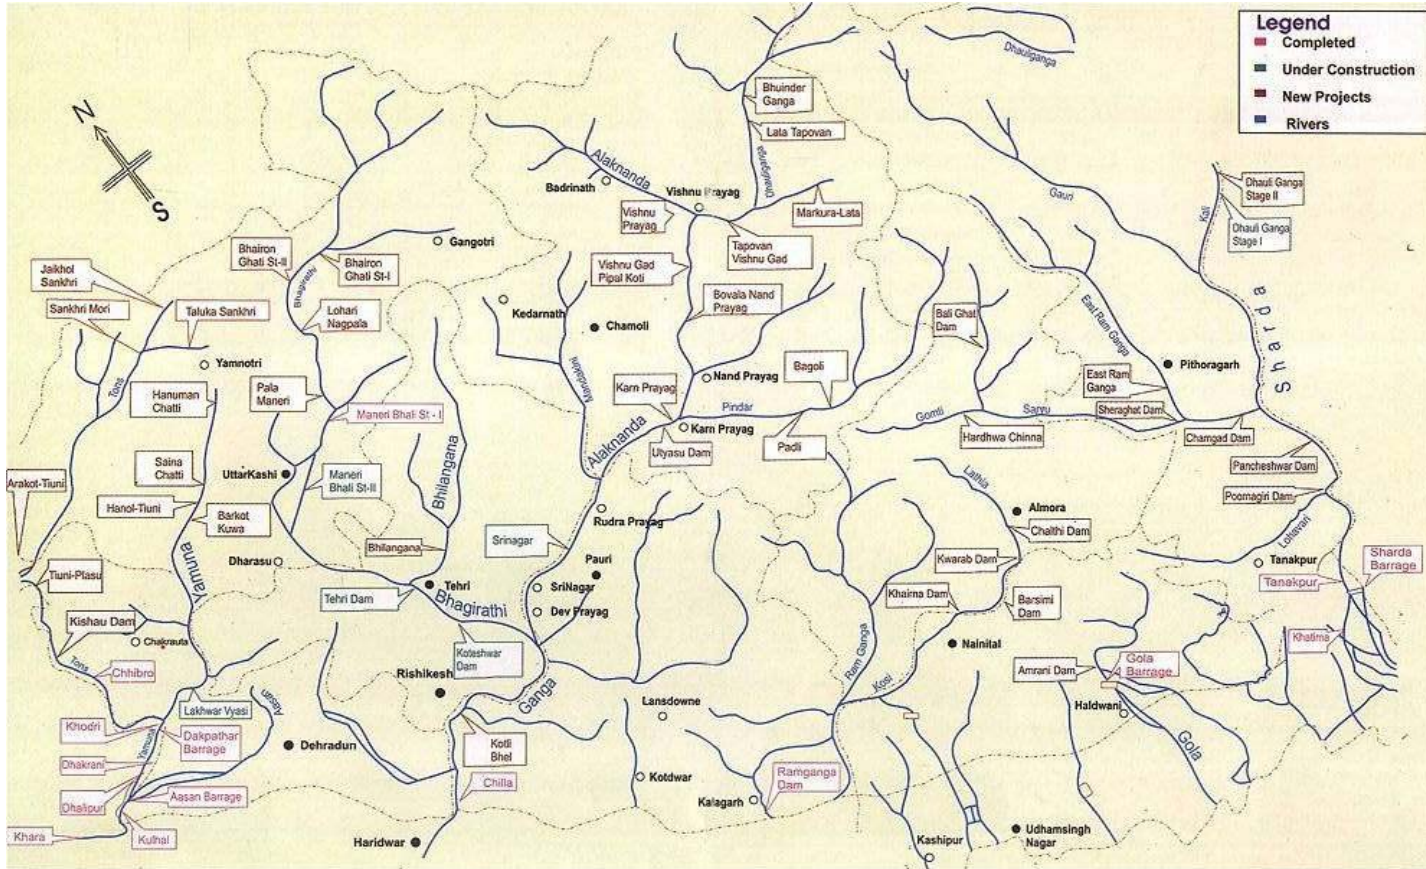 Legend
Completed
Under Construction
New Projects
Rivers
N
S
Dhauliganga
Bhuinder
Ganga
Lata Tapovan
Dhauliganga
Alaknanda
Badrinath
Vishnu Prayag
Vishnu
Prayag
Markura-Lata
Tapovan
Vishnu Gad
Gauri
Kali
Dhauli Ganga
Stage II
Dhauli Ganga
Stage I
Gangotri
Bhairon
Ghati St-II
Bhairon
Ghati St-I
Bhagirathi
Jaikhol
Sankhri
Sankhri Mori
Taluka Sankhri
Lohari
Nagpala
Vishnu Gad
Pipal Koti
Bovala Nand
Prayag
Kedarnath
Chamoli
Mandakini
Bali Ghat
Dam
East Ram Ganga
Sharda
Pithoragarh
Yamnotri
Tons
Hanuman
Chatti
Pala
Maneri
Maneri Bhali St - I
Nand Prayag
Bagoli
Karn Prayag
Pindar
Karn Prayag
East Ram
Ganga
Sheraghat Dam
Gomti
Sarju
Hardhwa Chinna
Chamgad Dam
Alaknanda
Utyasu Dam
Padli
Saina
Chatti
UttarKashi
Maneri
Bhali St-II
Bhilangana
Pancheshwar Dam
Poornagiri Dam
Arakot-Tiuni
Hanol-Tiuni
Barkot
Kuwa
Rudra Prayag
Lathia
Almora
Chalthi Dam
Lohavari
Srinagar
Bhilangana
Pauri
Kwarab Dam
Tanakpur
Tanakpur
Sharda
Barrage
Yamuna
Dharasu
Tehri
Tehri Dam
Bhagirathi
SriNagar
Dev Prayag
Khairna Dam
Barsimi
Dam
Tiuni-Plasu
Kishau Dam
Chakrauta
Tons
Chhibro
Koteshwar
Dam
Rishikesh
Ganga
Ram Ganga
Kosi
Nainital
Amrani Dam
Gola
Barrage
Khatima
Lakhwar Vyasi
Aasan
Lansdowne
Haldwani
Khodri
Yamuna
Dakpathar
Barrage
Dehradun
Kotli
Bhel
Gola
Dhakrani
Dhalipur
Aasan Barrage
Chilla
Kotdwar
Kalagarh
Ramganga
Dam
Khara
Kulhal
Haridwar
Kashipur
Udhamsingh
Nagar